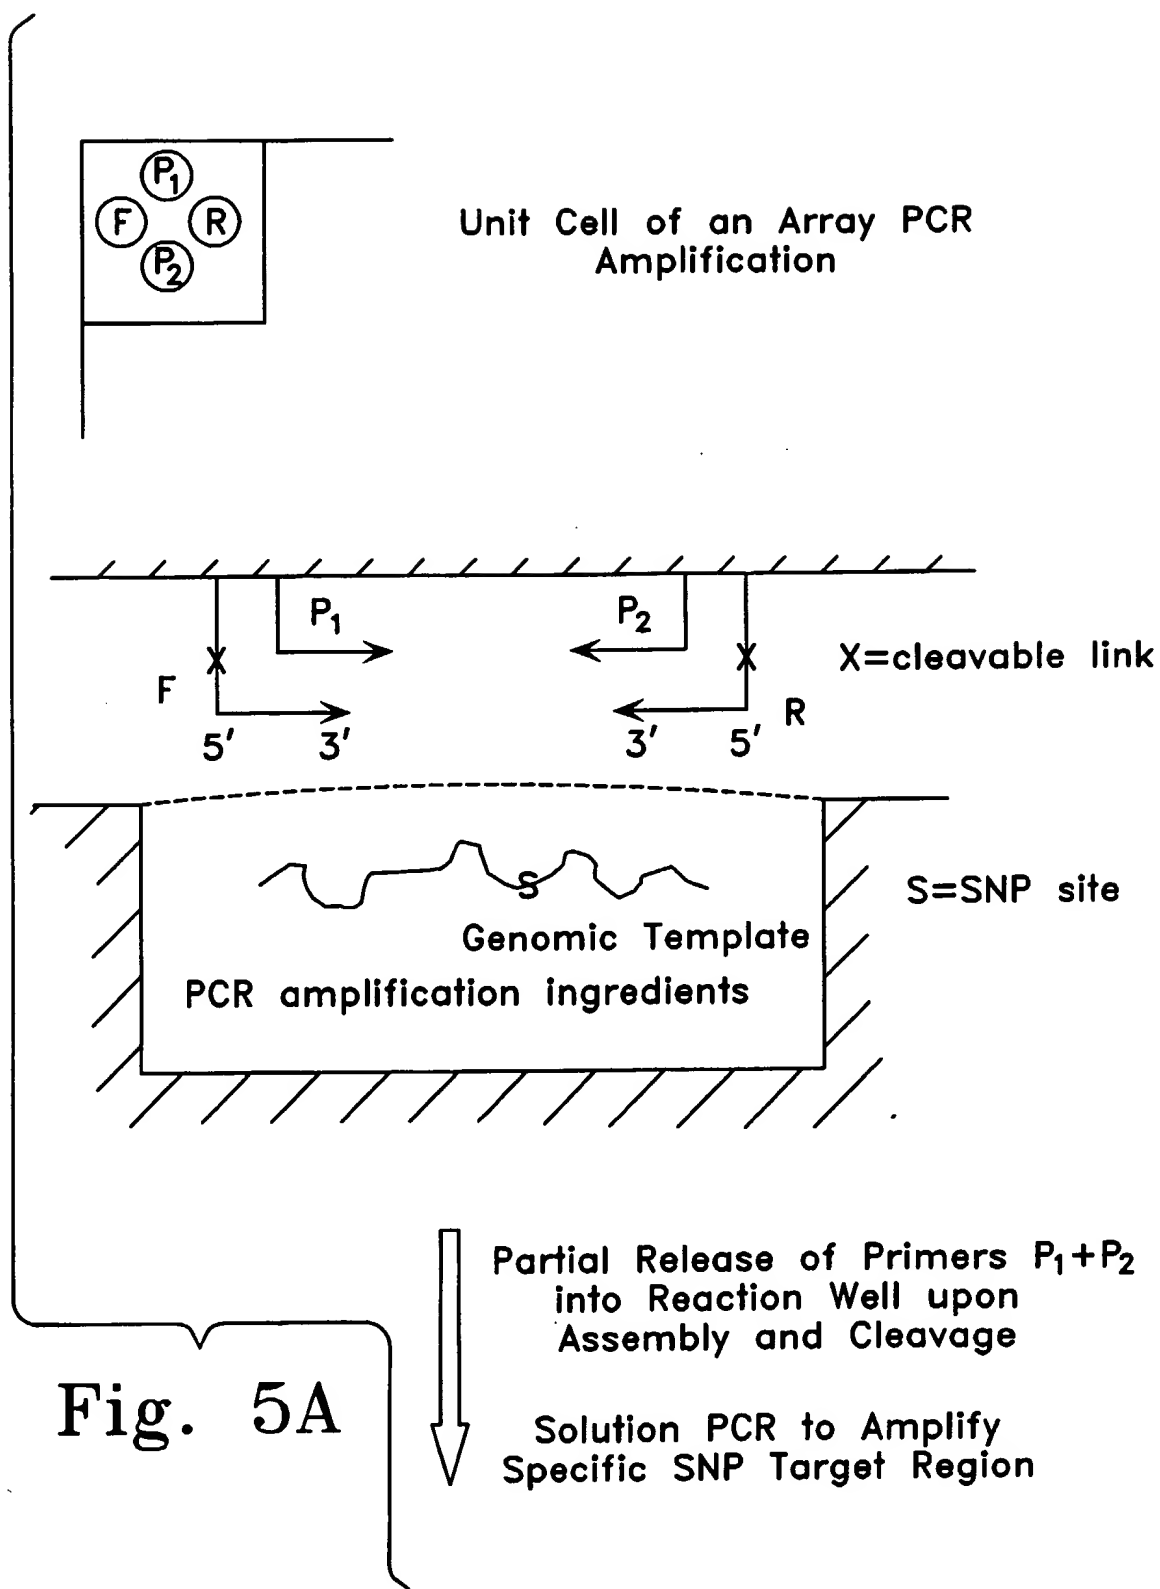 P1
F R
P2
Unit Cell of an Array PCR
Amplification
P1 P2
X X X=cleavable link
F R
5' 3' 3' 5'
S S=SNP site
Genomic Template
PCR amplification ingredients
Partial Release of Primers P1+P2
into Reaction Well upon
Assembly and Cleavage
Fig. 5A
Solution PCR to Amplify
Specific SNP Target Region